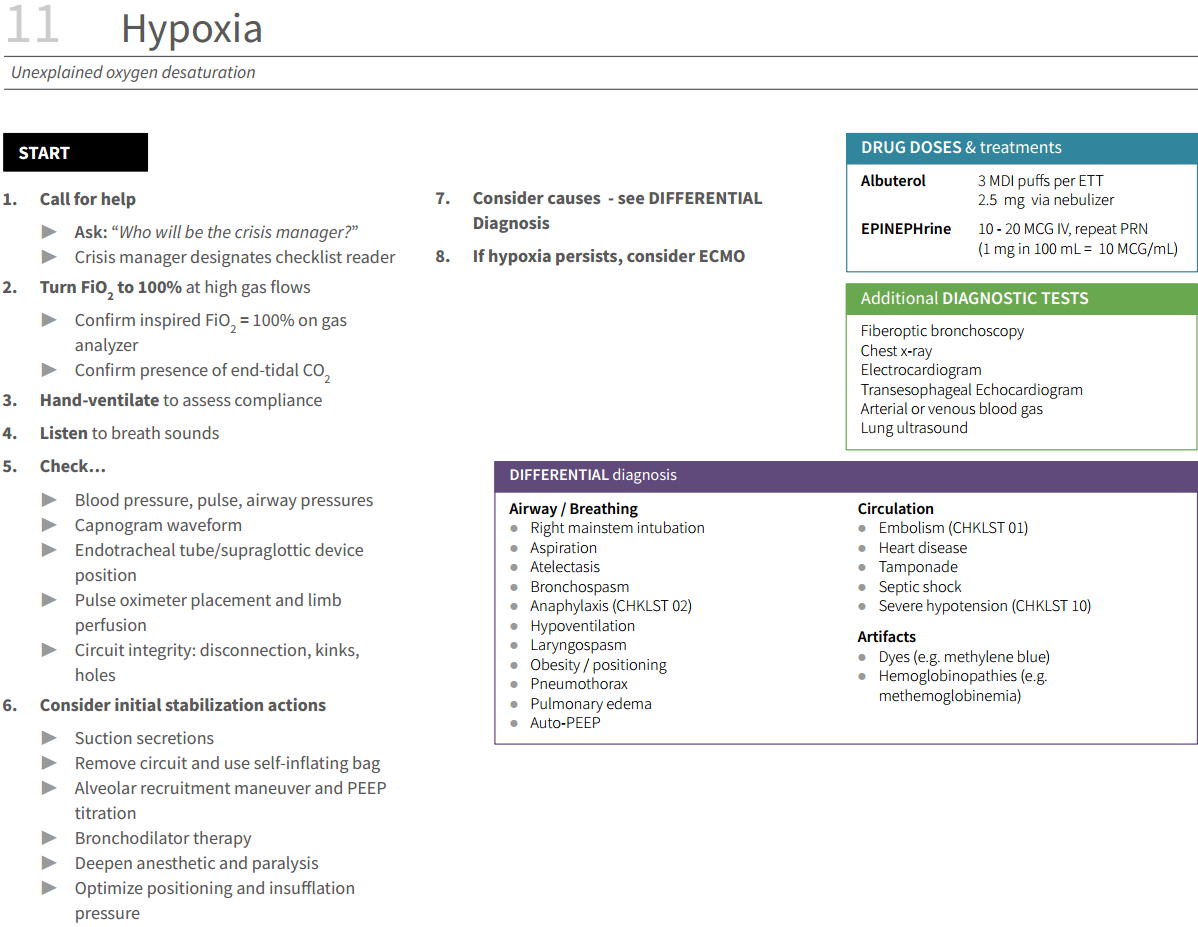 11 Hypoxia
Unexplained oxygen desaturation
START
1. Call for help
▶ Ask: “Who will be the crisis manager?”
▶ Crisis manager designates checklist reader
2. Turn FiO2 to 100% at high gas flows
▶ Confirm inspired FiO2 = 100% on gas
analyzer
▶ Confirm presence of end-tidal CO2
3. Hand-ventilate to assess compliance
4. Listen to breath sounds
5. Check…
▶ Blood pressure, pulse, airway pressures
▶ Capnogram waveform
▶ Endotracheal tube/supraglottic device
position
▶ Pulse oximeter placement and limb
perfusion
▶ Circuit integrity: disconnection, kinks,
holes
6. Consider initial stabilization actions
▶ Suction secretions
▶ Remove circuit and use self-inflating bag
▶ Alveolar recruitment maneuver and PEEP
titration
▶ Bronchodilator therapy
▶ Deepen anesthetic and paralysis
▶ Optimize positioning and insufflation
pressure
7. Consider causes - see DIFFERENTIAL
Diagnosis
8. If hypoxia persists, consider ECMO
DRUG DOSES & treatments
Albuterol 3 MDI puffs per ETT
2.5 mg via nebulizer
EPINEPHrine 10 - 20 MCG IV, repeat PRN
(1 mg in 100 mL = 10 MCG/mL)
Additional DIAGNOSTIC TESTS
Fiberoptic bronchoscopy
Chest x-ray
Electrocardiogram
Transesophageal Echocardiogram
Arterial or venous blood gas
Lung ultrasound
DIFFERENTIAL diagnosis
Airway / Breathing
● Right mainstem intubation
● Aspiration
● Atelectasis
● Bronchospasm
● Anaphylaxis (CHKLST 02)
● Hypoventilation
● Laryngospasm
● Obesity / positioning
● Pneumothorax
● Pulmonary edema
● Auto-PEEP
Circulation
● Embolism (CHKLST 01)
● Heart disease
● Tamponade
● Septic shock
● Severe hypotension (CHKLST 10)
Artifacts
● Dyes (e.g. methylene blue)
● Hemoglobinopathies (e.g.
methemoglobinemia)